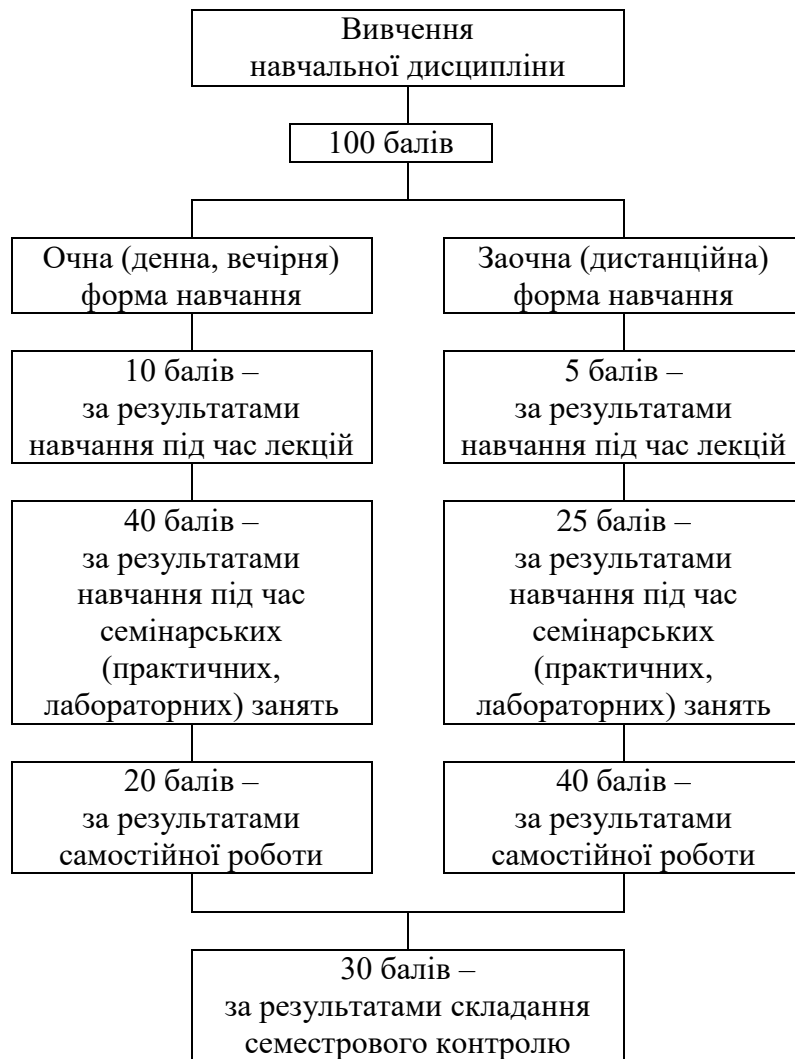 Вивчення
навчальної дисципліни
100 балів
Очна (денна, вечірня)
форма навчання
10 балів –
за результатами
навчання під час лекцій
40 балів –
за результатами
навчання під час
семінарських
(практичних,
лабораторних) занять
20 балів –
за результатами
самостійної роботи
Заочна (дистанційна)
форма навчання
5 балів –
за результатами
навчання під час лекцій
25 балів –
за результатами
навчання під час
семінарських
(практичних,
лабораторних) занять
40 балів –
за результатами
самостійної роботи
30 балів –
за результатами складання
семестрового контролю